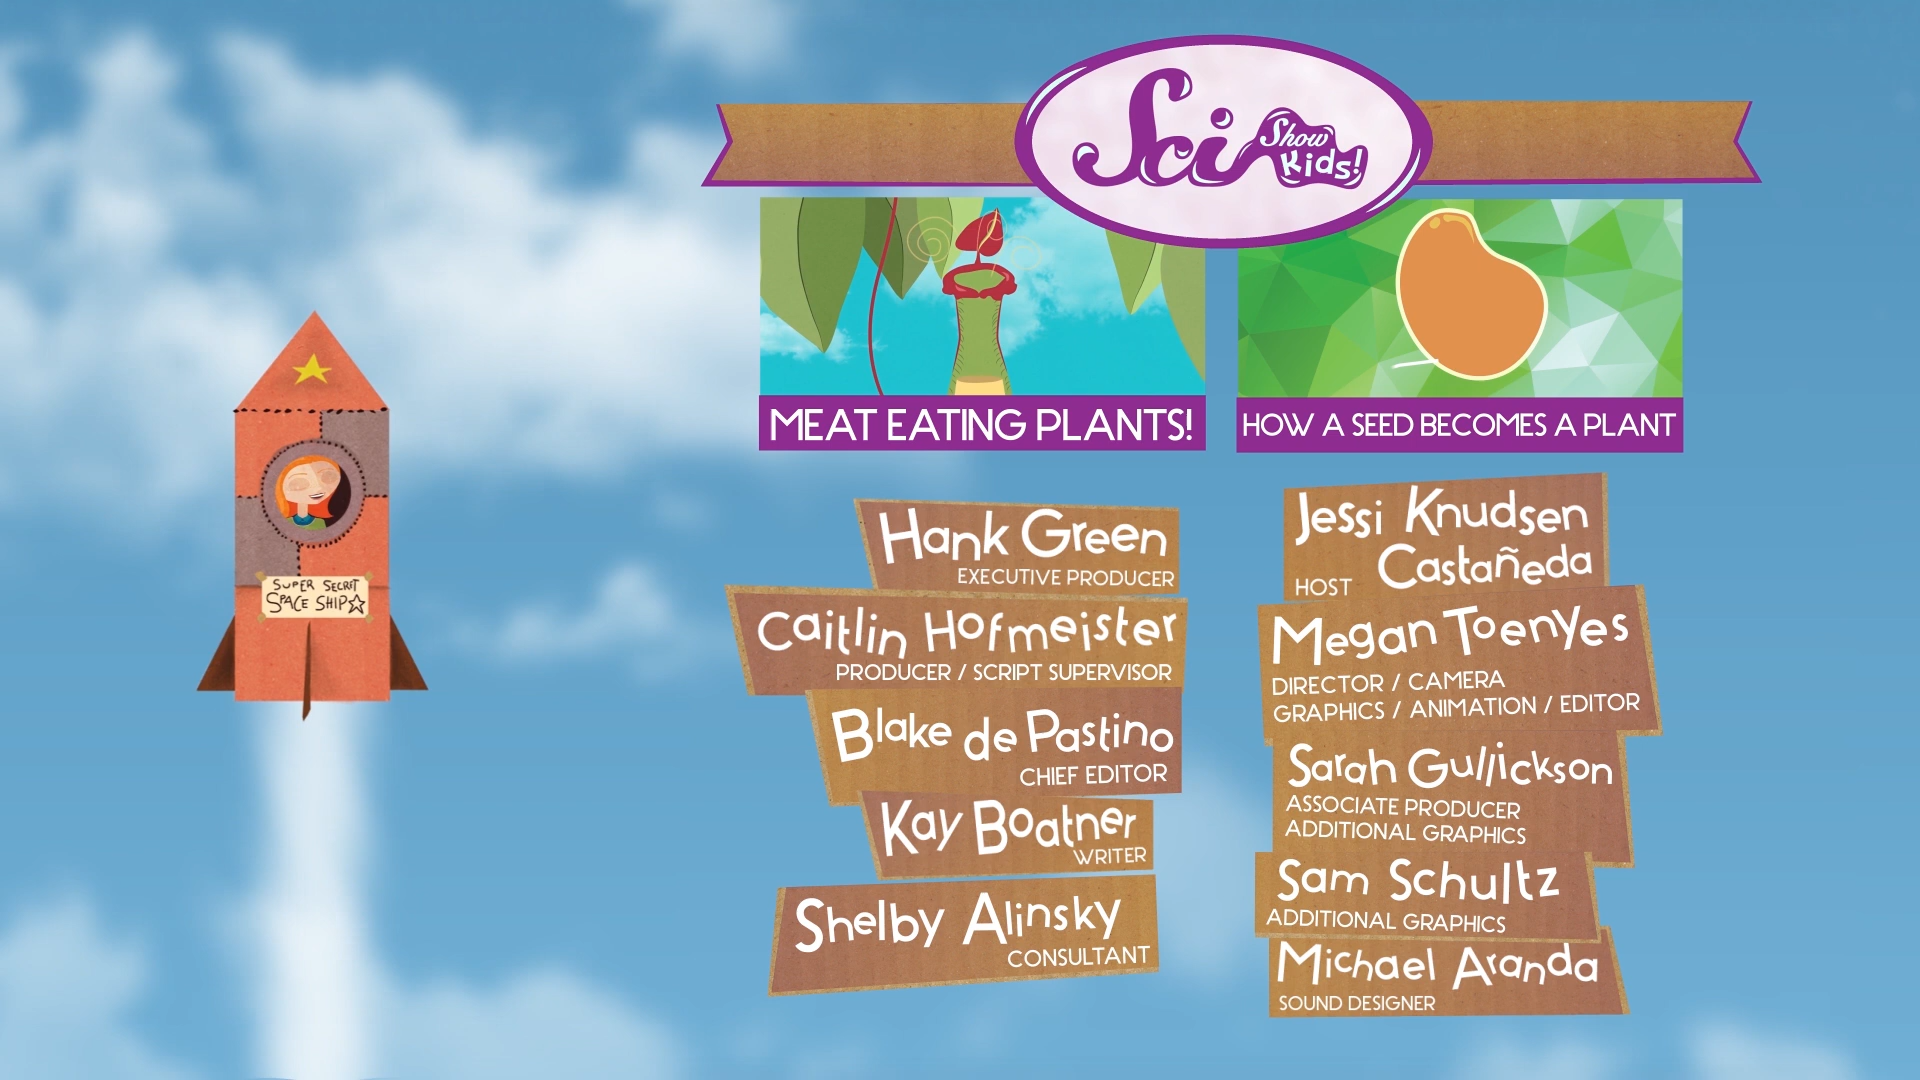 Sci Show Kids!
MEAT EATING PLANTS!
HOW A SEED BECOMES A PLANT
SUPER SECRET
SPACE SHIP
Hank Green
EXECUTIVE PRODUCER
Caitlin Hofmeister
PRODUCER / SCRIPT SUPERVISOR
Blake de Pastino
CHIEF EDITOR
Kay Boatner
WRITER
Shelby Alinsky
CONSULTANT
Jessi Knudsen
Castañeda
HOST
Megan Toenyes
DIRECTOR / CAMERA
GRAPHICS / ANIMATION / EDITOR
Sarah Gullickson
ASSOCIATE PRODUCER
ADDITIONAL GRAPHICS
Sam Schultz
ADDITIONAL GRAPHICS
Michael Aranda
SOUND DESIGNER